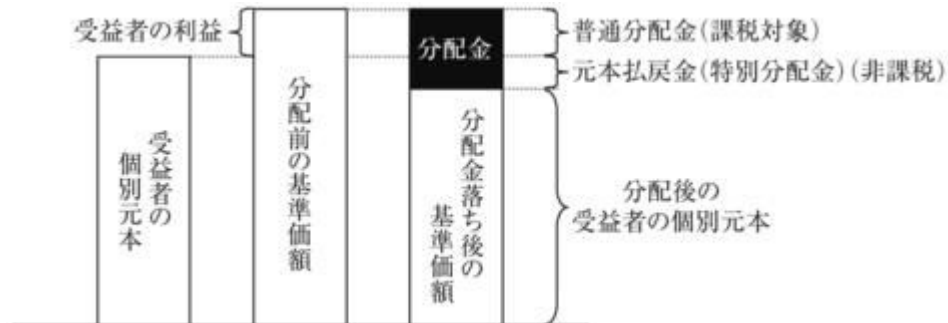 受益者の利益
受益者の
個別元本
分配前の基準価額
分配金
分配金落ち後の
基準価額
普通分配金(課税対象)
元本払戻金(特別分配金)(非課税)
分配後の
受益者の個別元本